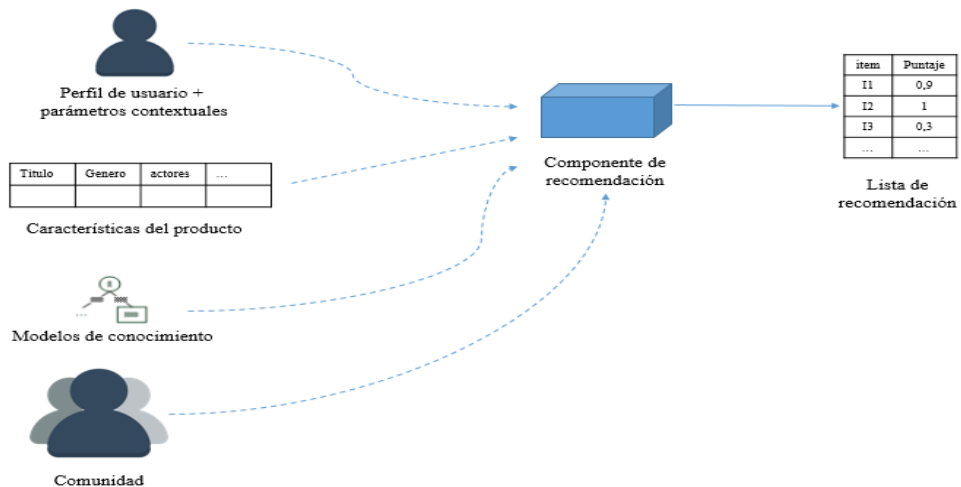 Perfil de usuario +
parámetros contextuales
Titulo Genero actores ...
Características del producto
...
Modelos de conocimiento
Comunidad
Componente de
recomendación
ítem Puntaje
I1 0,9
I2 1
I3 0,3
... ...
Lista de
recomendación